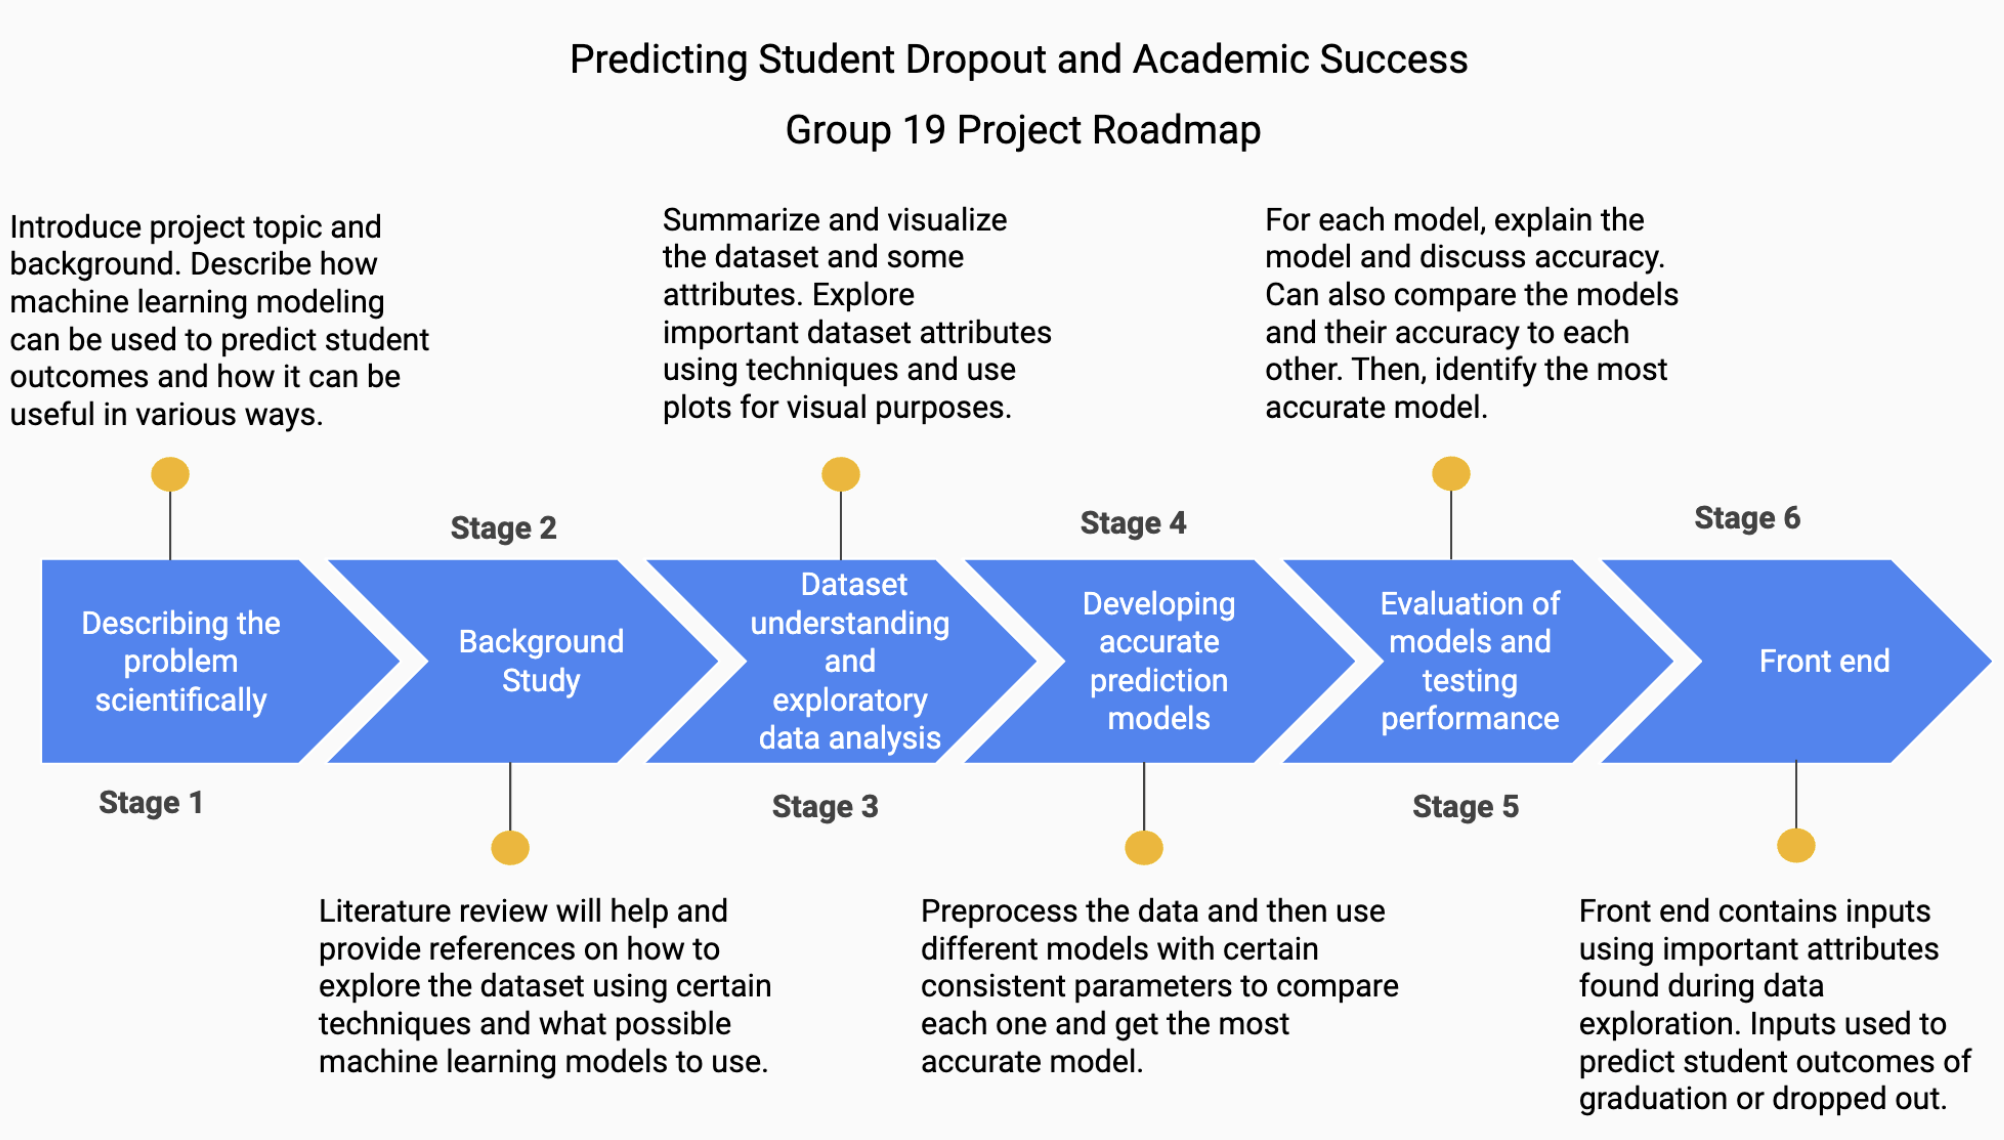 Predicting Student Dropout and Academic Success
Group 19 Project Roadmap
Introduce project topic and
background. Describe how
machine learning modeling
can be used to predict student
outcomes and how it can be
useful in various ways.
Summarize and visualize
the dataset and some
attributes. Explore
important dataset attributes
using techniques and use
plots for visual purposes.
For each model, explain the
model and discuss accuracy.
Can also compare the models
and their accuracy to each
other. Then, identify the most
accurate model.
Stage 2
Stage 4
Stage 6
Describing the
problem
scientifically
Background
Study
Dataset
understanding
and
exploratory
data analysis
Developing
accurate
prediction
models
Evaluation of
models and
testing
performance
Front end
Stage 1
Stage 3
Stage 5
Literature review will help and
provide references on how to
explore the dataset using certain
techniques and what possible
machine learning models to use.
Preprocess the data and then use
different models with certain
consistent parameters to compare
each one and get the most
accurate model.
Front end contains inputs
using important attributes
found during data
exploration. Inputs used to
predict student outcomes of
graduation or dropped out.